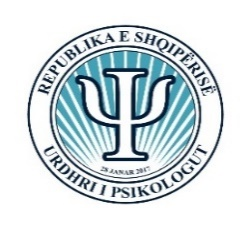 REPUBLIKA E SHQIPËRISË
Ψ
28 JANAR 2017
URDHRI I PSIKOLOGUT